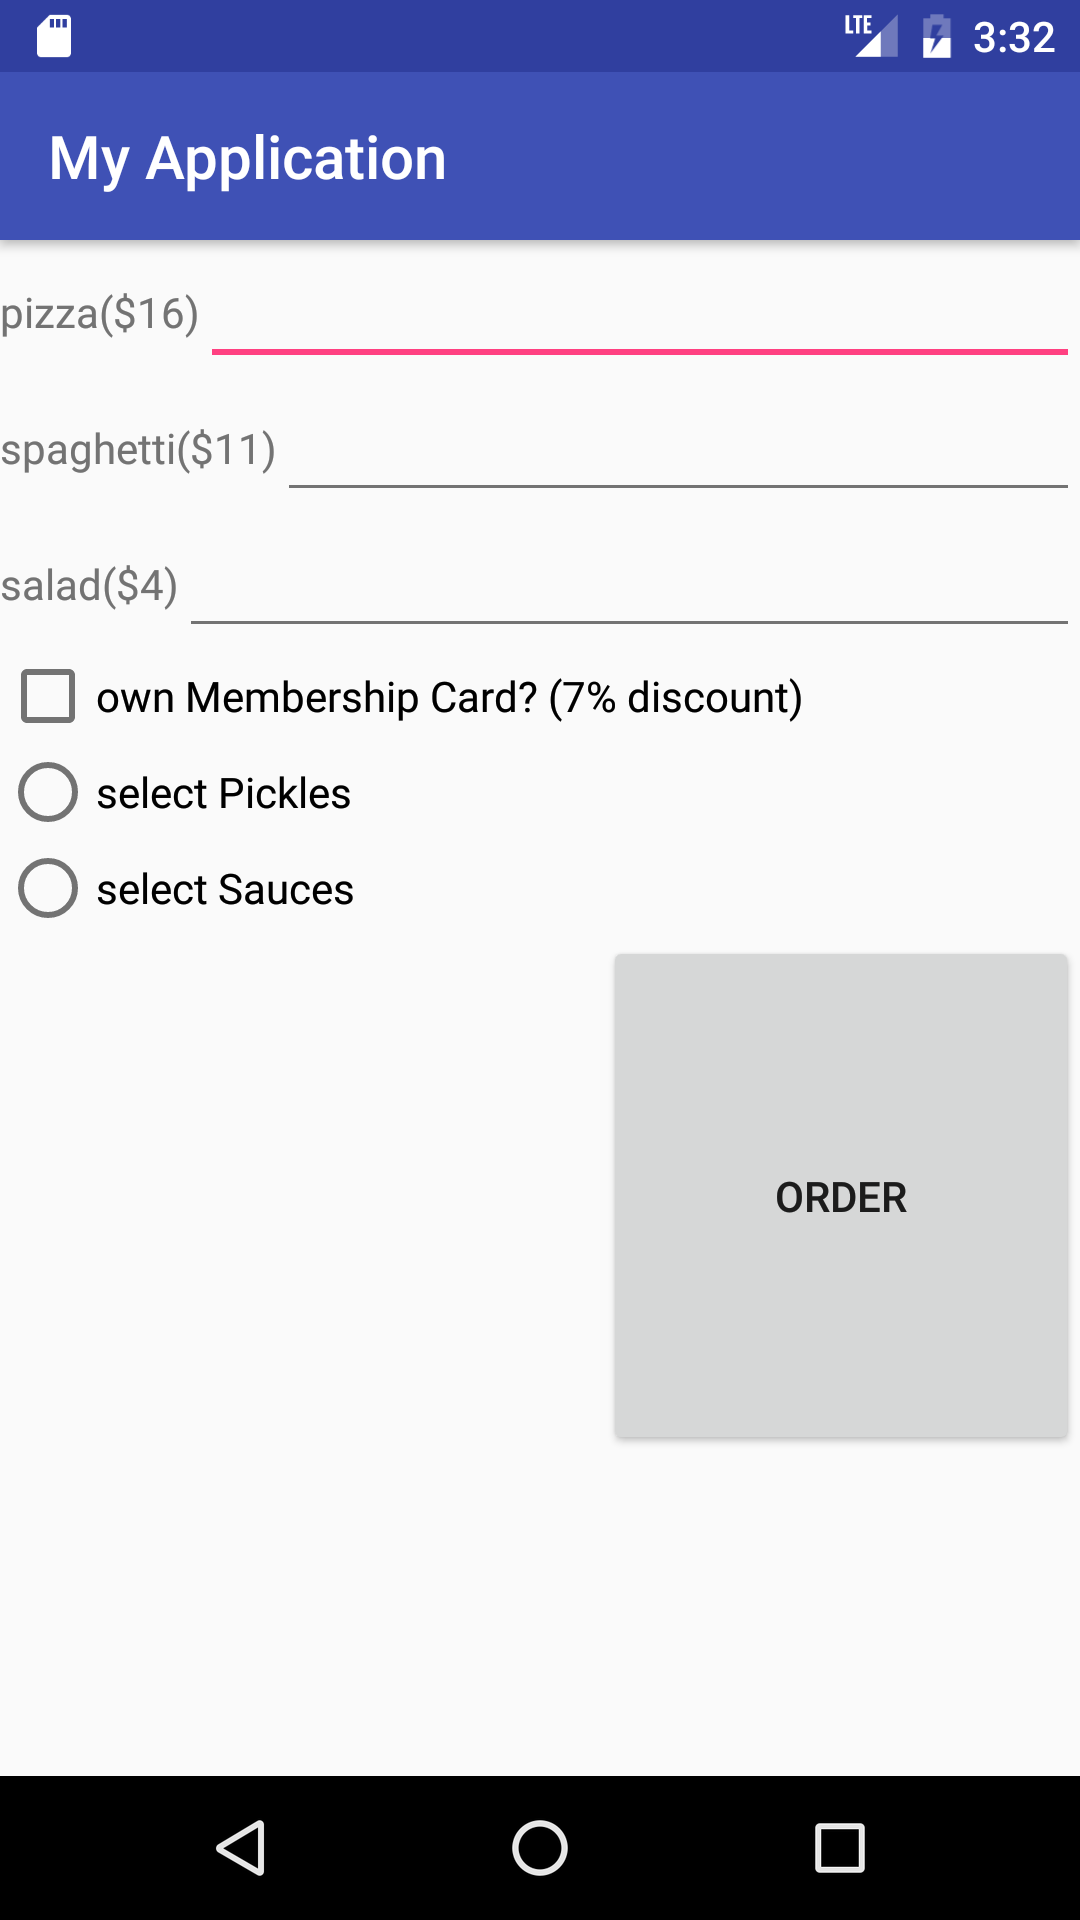 LTE 3:32
My Application
pizza($16)
spaghetti($11)
salad($4)
own Membership Card? (7% discount)
select Pickles
select Sauces
ORDER